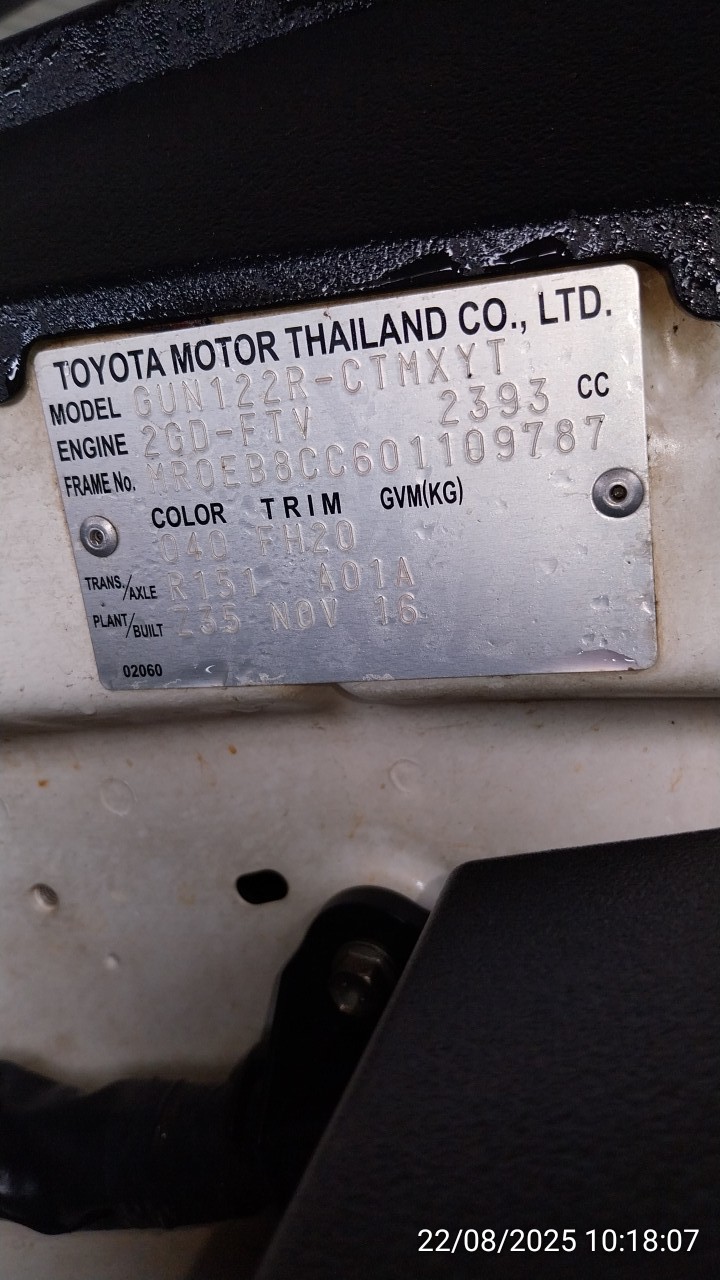 TOYOTA MOTOR THAILAND CO., LTD.
MODEL GUN122R-CTMXYT
ENGINE 2GD-FTV 2393 CC
FRAME No. MR0EB8CC601109787
COLOR TRIM GVM(KG)
040 FH20
TRANS./AXLE R151 A01A
PLANT/BUILT Z35 NOV 16
02060
22/08/2025 10:18:07